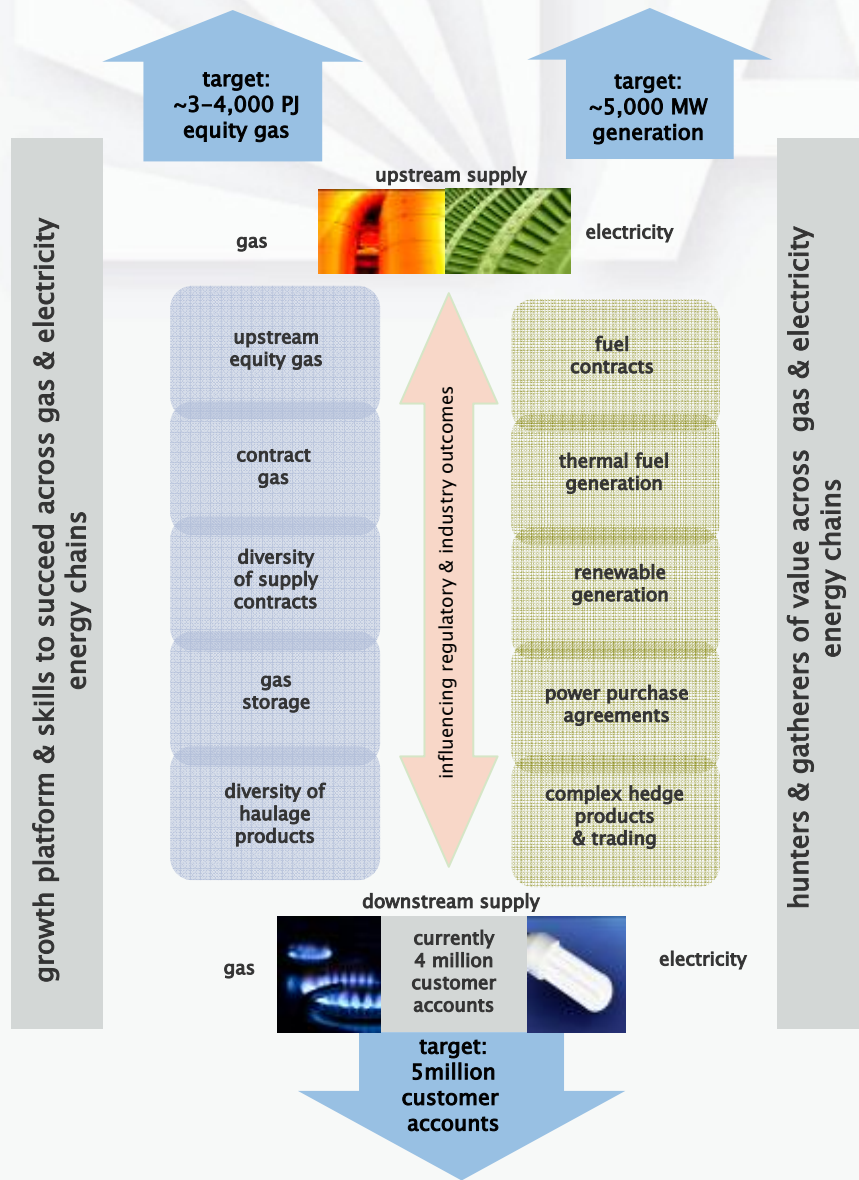 target:
~3-4,000 PJ
equity gas
target:
~5,000 MW
generation
upstream supply
gas
electricity
growth platform & skills to succeed across gas & electricity
energy chains
upstream
equity gas
contract
gas
diversity
of supply
contracts
gas
storage
diversity of
haulage
products
influencing regulatory & industry outcomes
fuel
contracts
thermal fuel
generation
renewable
generation
power purchase
agreements
complex hedge
products
& trading
hunters & gatherers of value across gas & electricity
energy chains
downstream supply
gas
currently
4 million
customer
accounts
electricity
target:
5million
customer
accounts